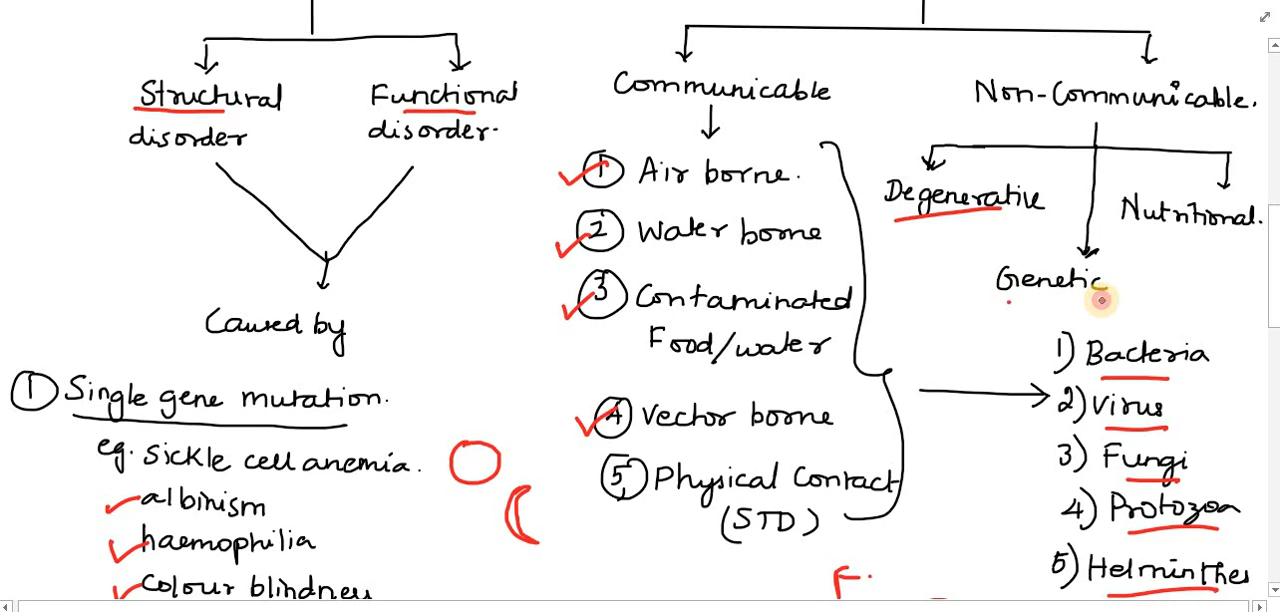 Structural
disorder
Functional
disorder.
Caused by
① Single gene mutation.
eg. Sickle cell anemia.
albinism
haemophilia
colour blindness
Communicable
① Air borne.
② Water borne
③ Contaminated
Food/water
④ Vector borne
⑤ Physical Contact
(STD)
Non-Communicable.
Degenerative
Nutritional.
Genetic
1) Bacteria
2) Virus
3) Fungi
4) Protozoa
5) Helminthes
F.